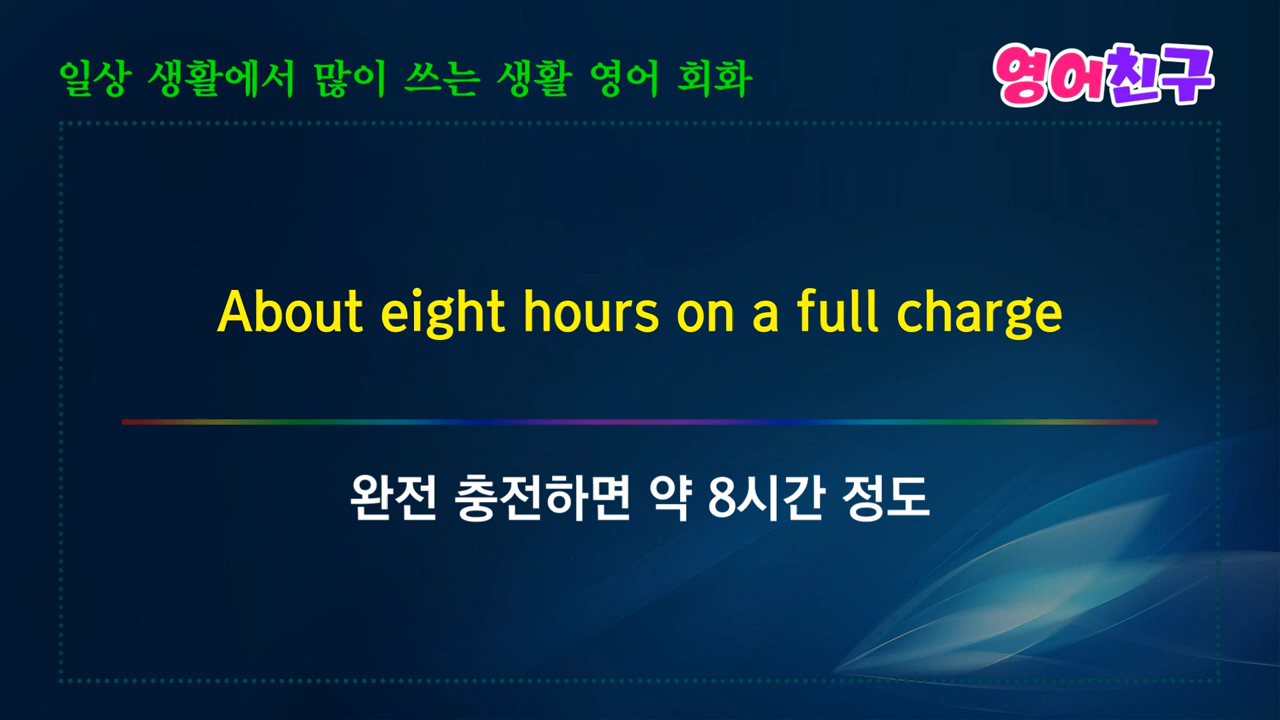 일상 생활에서 많이 쓰는 생활 영어 회화
영어친구
About eight hours on a full charge
완전 충전하면 약 8시간 정도